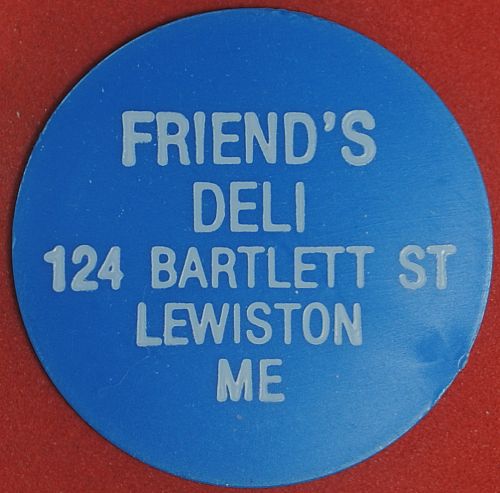 FRIEND'S
DELI
124 BARTLETT ST
LEWISTON
ME